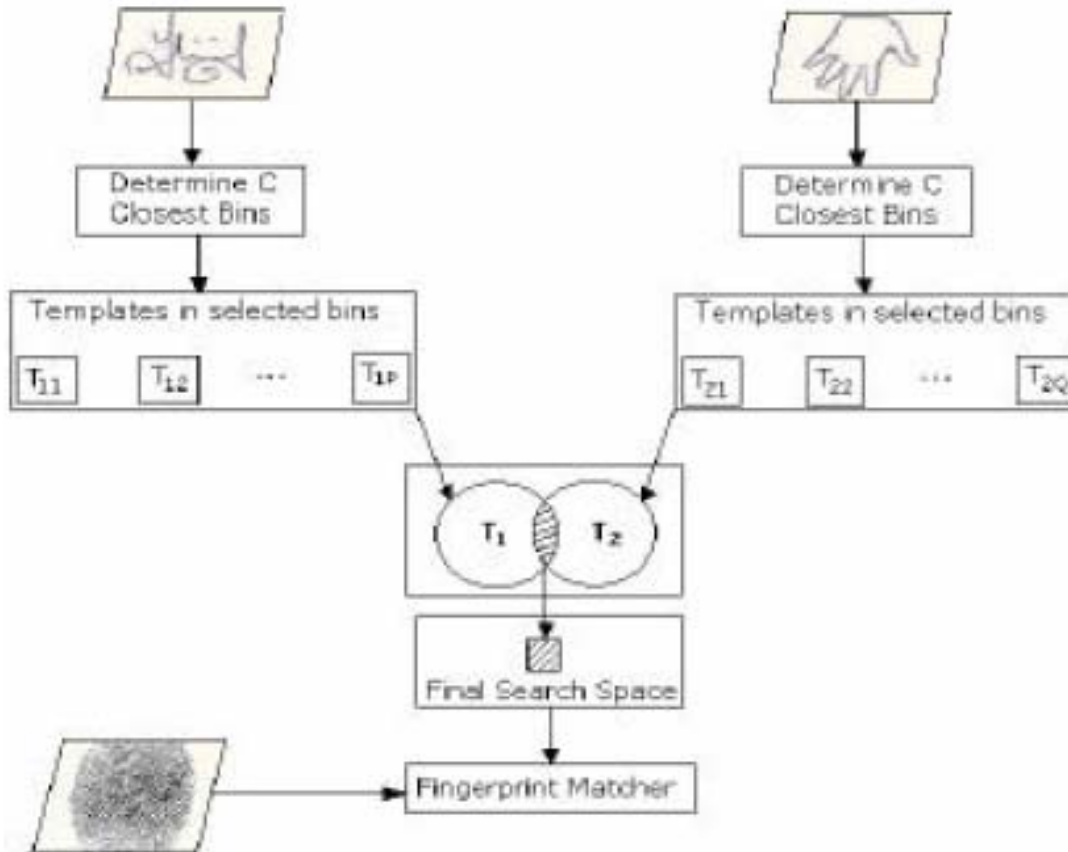 Determine C
Closest Bins
Determine C
Closest Bins
Templates in selected bins
T11 T12 ... T1P
Templates in selected bins
T21 T22 ... T2Q
T1 T2
Final Search Space
Fingerprint Matcher